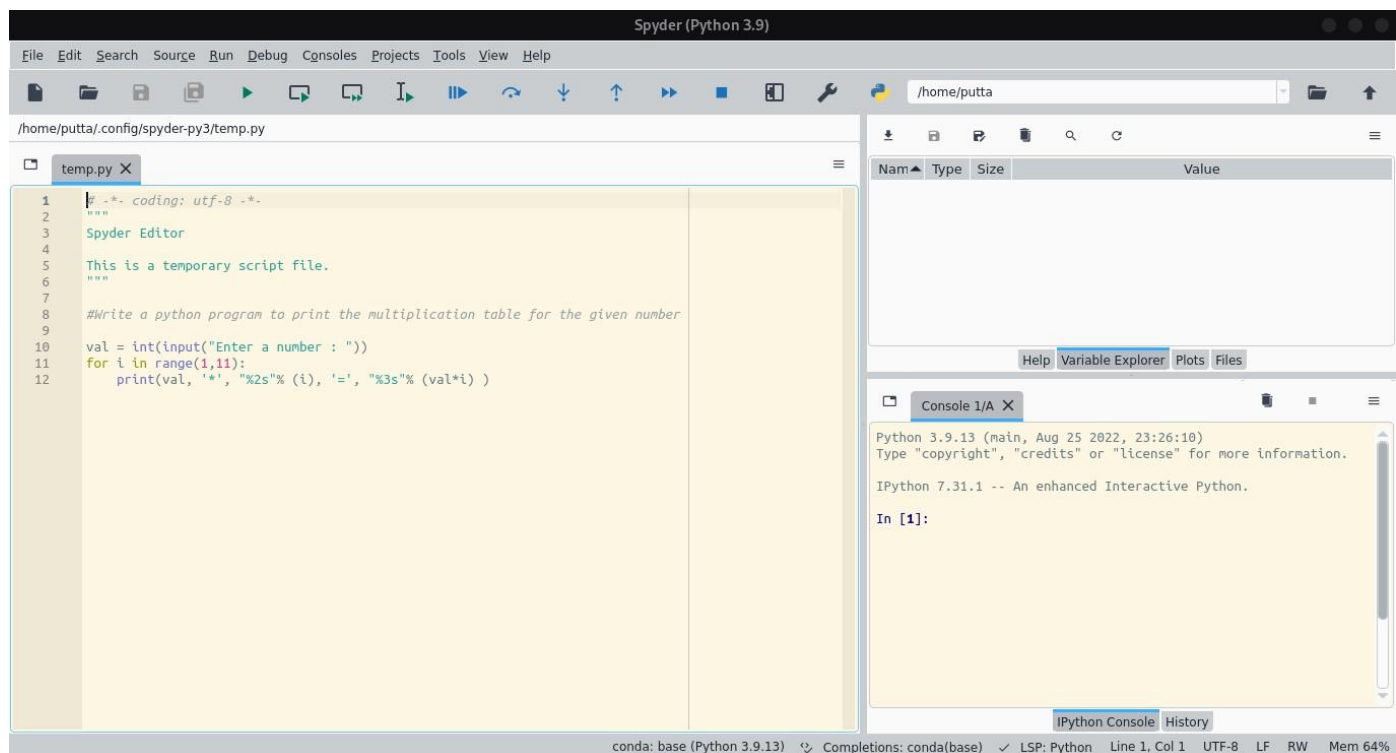 Spyder (Python 3.9)
File Edit Search Source Run Debug Consoles Projects Tools View Help
/home/putta
/home/putta/.config/spyder-py3/temp.py
temp.py
1 # -*- coding: utf-8 -*-
2 """
3 Spyder Editor
4
5 This is a temporary script file.
6 """
7
8 #Write a python program to print the multiplication table for the given number
9
10 val = int(input("Enter a number : "))
11 for i in range(1,11):
12     print(val, '*', "%2s"% (i), '=', "%3s"% (val*i) )
Nam Type Size Value
Help Variable Explorer Plots Files
Console 1/A
Python 3.9.13 (main, Aug 25 2022, 23:26:10)
Type "copyright", "credits" or "license" for more information.
IPython 7.31.1 -- An enhanced Interactive Python.
In [1]:
IPython Console History
conda: base (Python 3.9.13) Completions: conda(base) LSP: Python Line 1, Col 1 UTF-8 LF RW Mem 64%